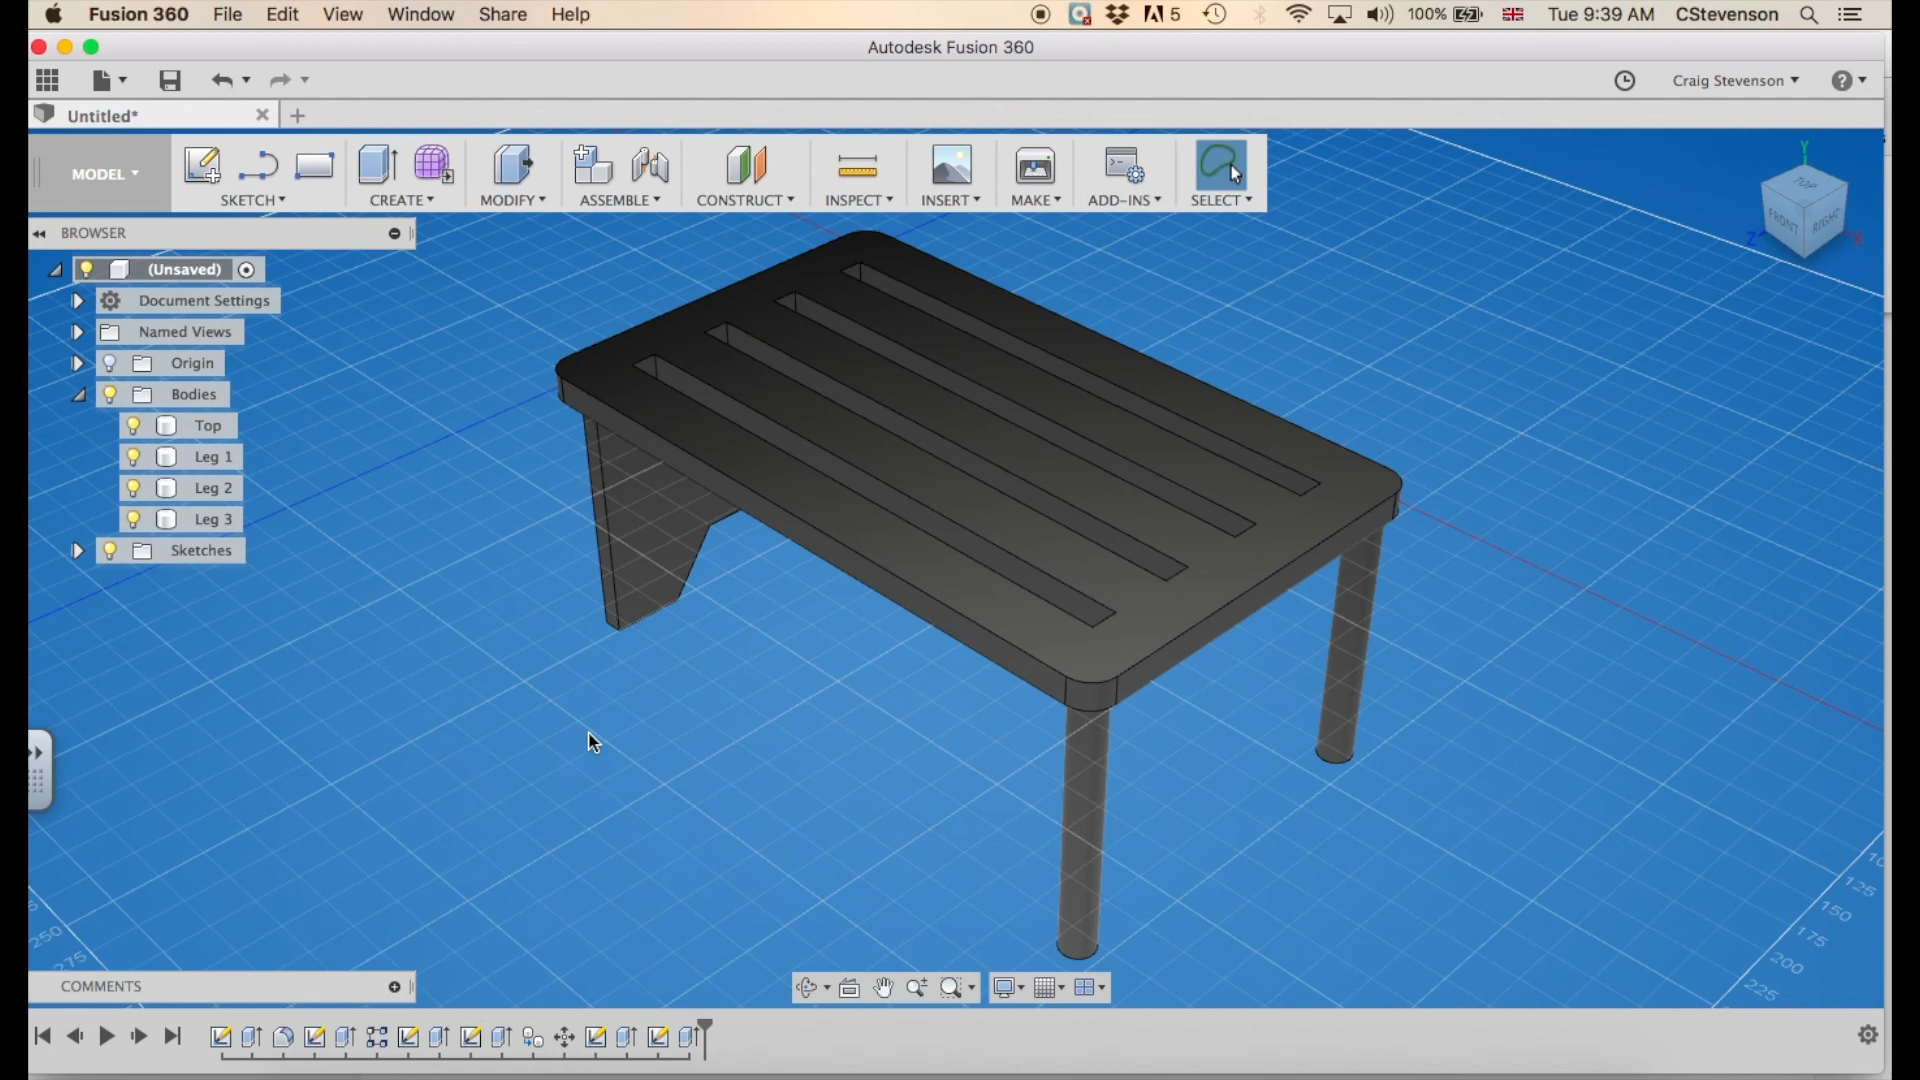 Fusion 360 File Edit View Window Share Help 5 100% Tue 9:39 AM CStevenson
Autodesk Fusion 360
Craig Stevenson ?
Untitled*
MODEL SKETCH CREATE MODIFY ASSEMBLE CONSTRUCT INSPECT INSERT MAKE ADD-INS SELECT
BROWSER
(Unsaved)
Document Settings
Named Views
Origin
Bodies
Top
Leg 1
Leg 2
Leg 3
Sketches
Y
TOP
FRONT RIGHT
Z X
125
150
175
200
225
250
275
COMMENTS